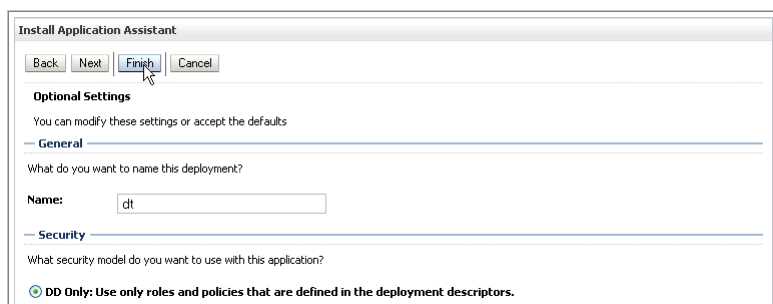 Install Application Assistant
Back Next Finish Cancel
Optional Settings
You can modify these settings or accept the defaults
General
What do you want to name this deployment?
Name: dt
Security
What security model do you want to use with this application?
DD Only: Use only roles and policies that are defined in the deployment descriptors.